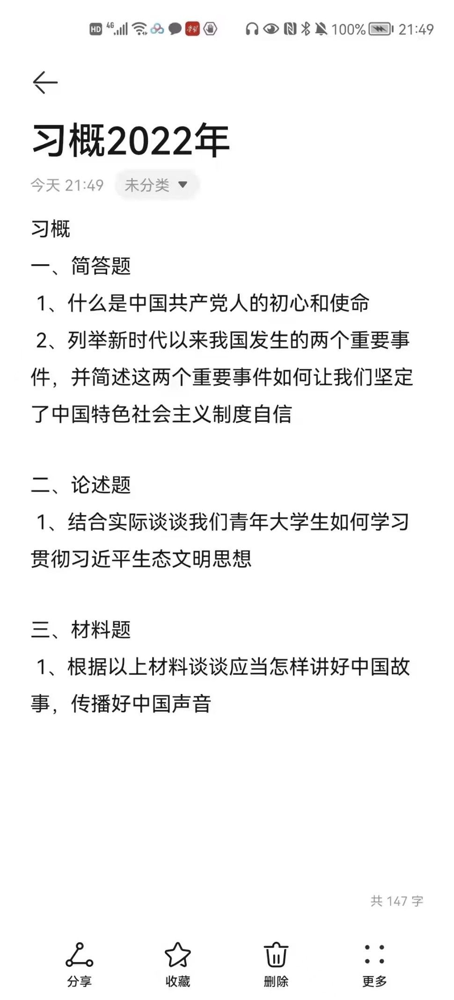 HD 4G 学习 100% 21:49
习概2022年
今天 21:49 未分类
习概
一、简答题
1、什么是中国共产党人的初心和使命
2、列举新时代以来我国发生的两个重要事
件，并简述这两个重要事件如何让我们坚定
了中国特色社会主义制度自信
二、论述题
1、结合实际谈谈我们青年大学生如何学习
贯彻习近平生态文明思想
三、材料题
1、根据以上材料谈谈应当怎样讲好中国故
事，传播好中国声音
共 147 字
分享 收藏 删除 更多